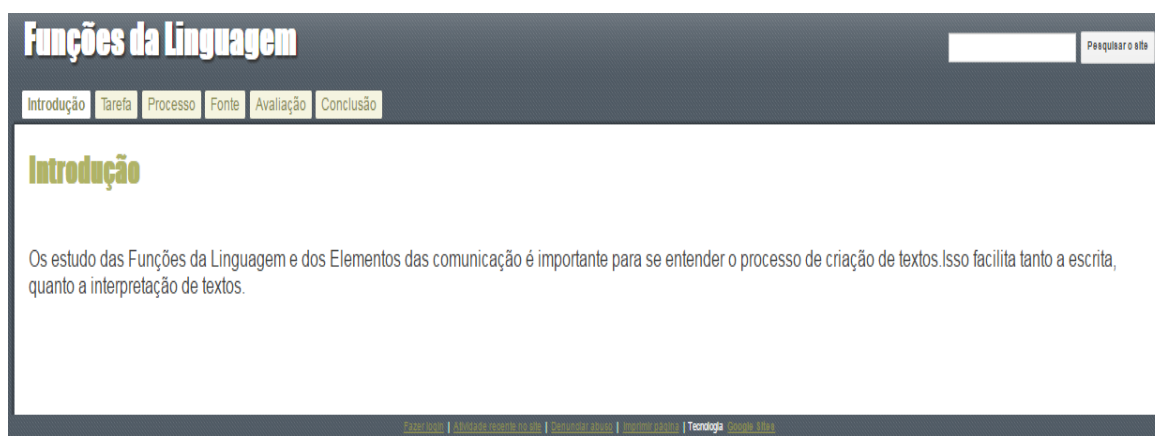 Funções da Linguagem
Pesquisar o site
Introdução Tarefa Processo Fonte Avaliação Conclusão
Introdução
Os estudo das Funções da Linguagem e dos Elementos das comunicação é importante para se entender o processo de criação de textos.Isso facilita tanto a escrita,
quanto a interpretação de textos.
Fazer login | Atividade recente no site | Denunciar abuso | Imprimir página | Tecnologia Google Sites